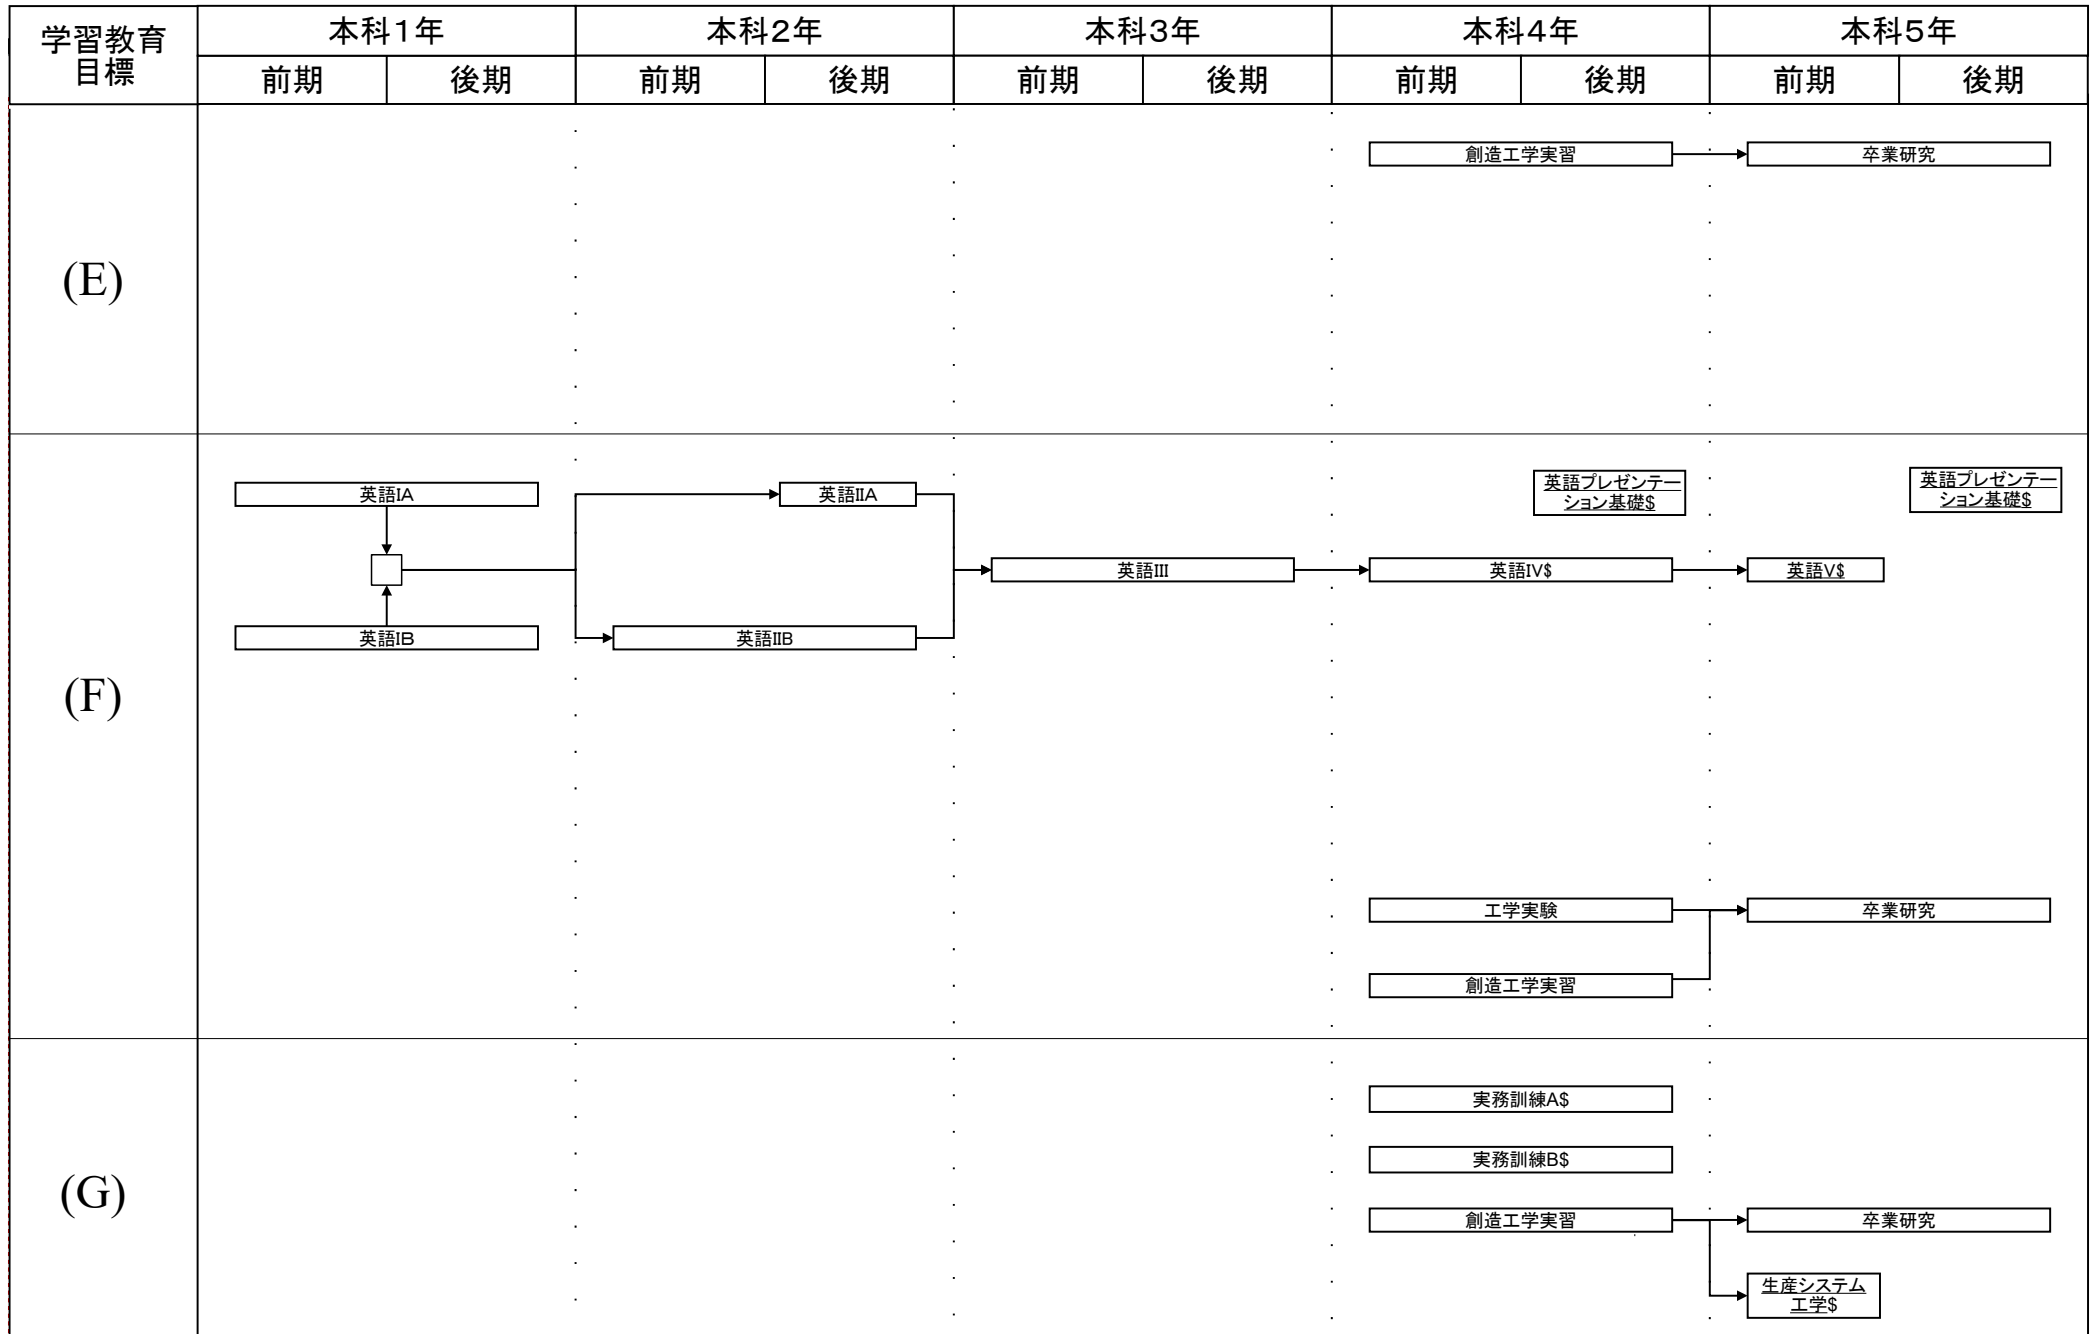 学習教育
目標
本科1年
本科2年
本科3年
本科4年
本科5年
前期
後期
前期
後期
前期
後期
前期
後期
前期
後期
(E)
創造工学実習
卒業研究
(F)
英語IA
英語IIA
英語プレゼンテー
ション基礎$
英語プレゼンテー
ション基礎$
英語III
英語IV$
英語V$
英語IB
英語IIB
工学実験
卒業研究
創造工学実習
(G)
実務訓練A$
実務訓練B$
創造工学実習
卒業研究
生産システム
工学$